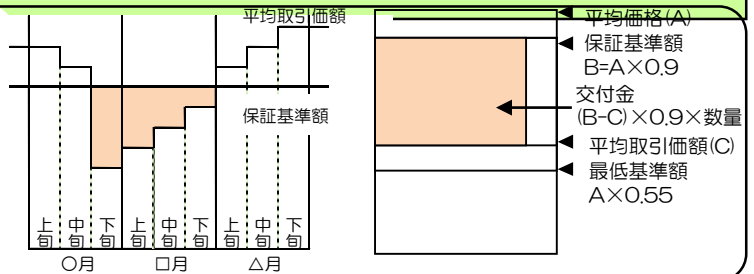 平均取引価額
保証基準額
上旬
中旬
下旬
上旬
中旬
下旬
上旬
中旬
下旬
〇月
□月
△月
平均価格(A)
保証基準額
B=A×0.9
交付金
(B-C)×0.9×数量
平均取引価額(C)
最低基準額
A×0.55